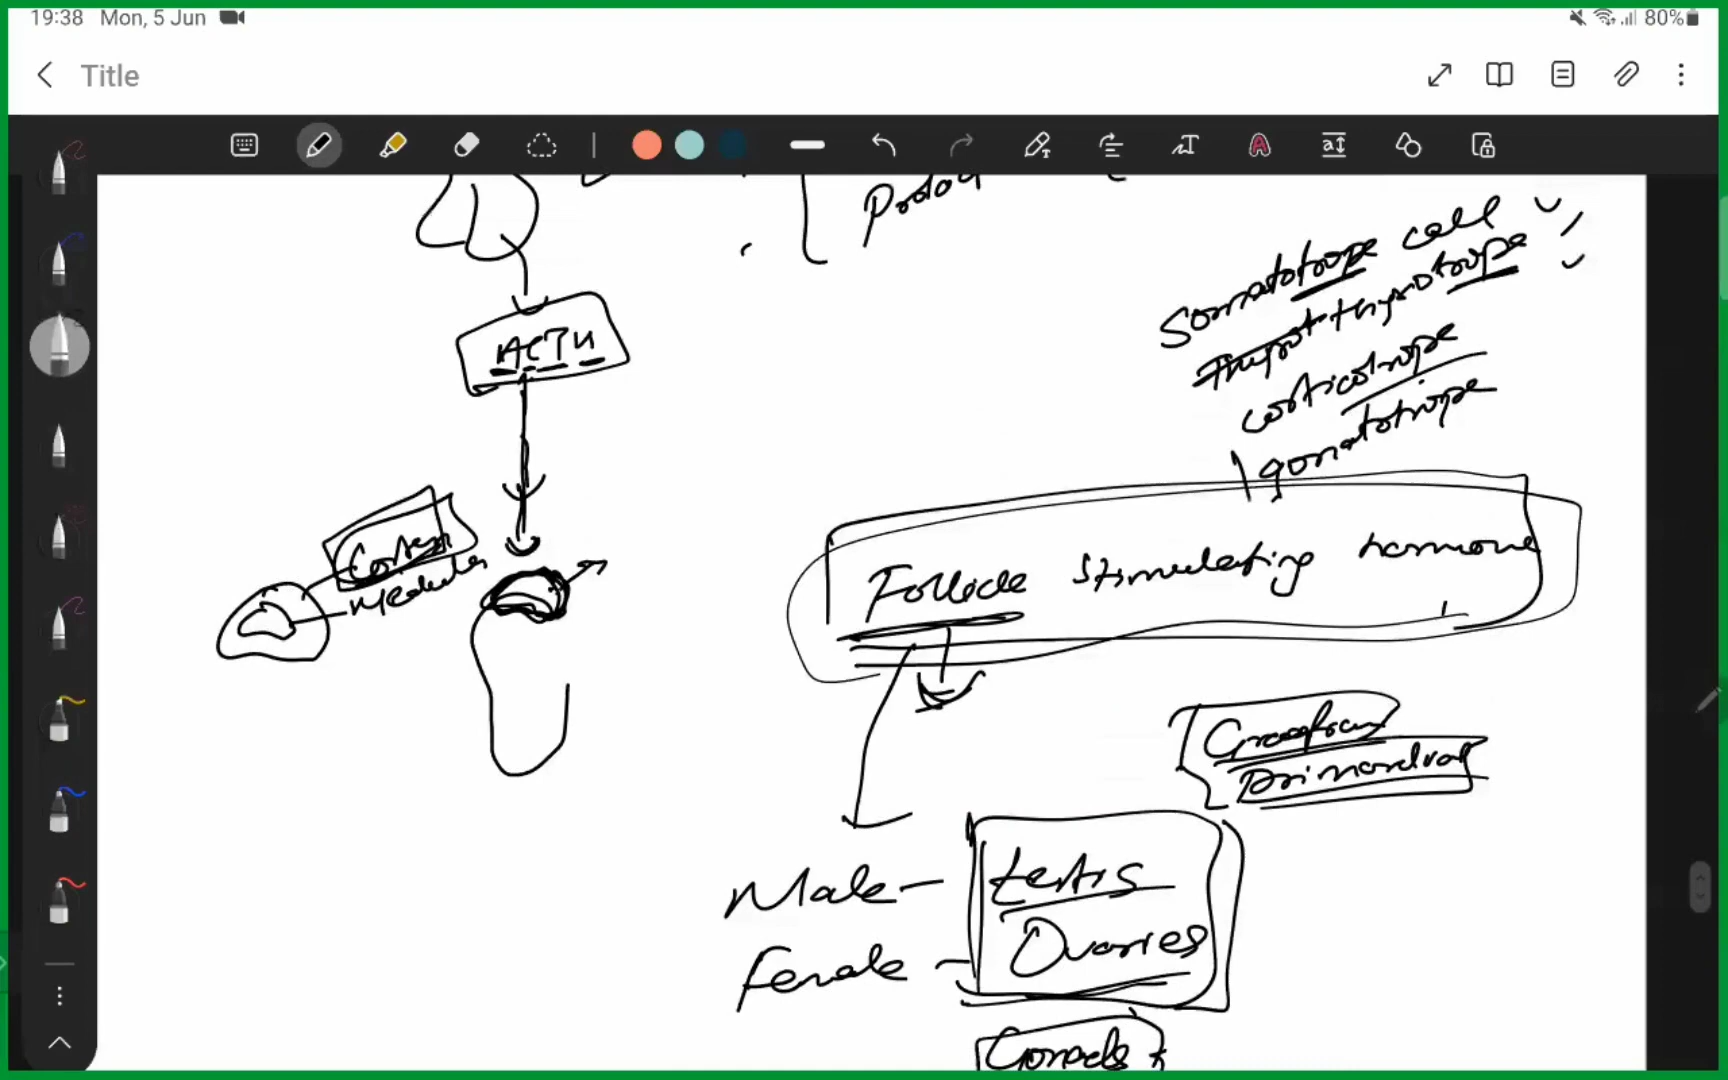 19:38 Mon, 5 Jun
80%
Title
Somatotrope cell
thyrotrope
corticotrope
gonatotrope
ACTH
Cortex
Medulla
Follicle stimulating hormone
Graafian
primordial
Male - testis
Female - Ovaries
Gonads